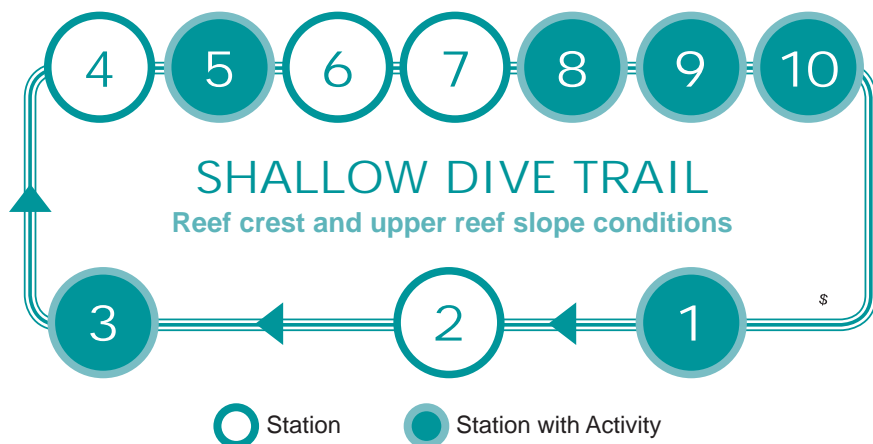 4 5 6 7 8 9 10
SHALLOW DIVE TRAIL
Reef crest and upper reef slope conditions
$
3 2 1
Station Station with Activity